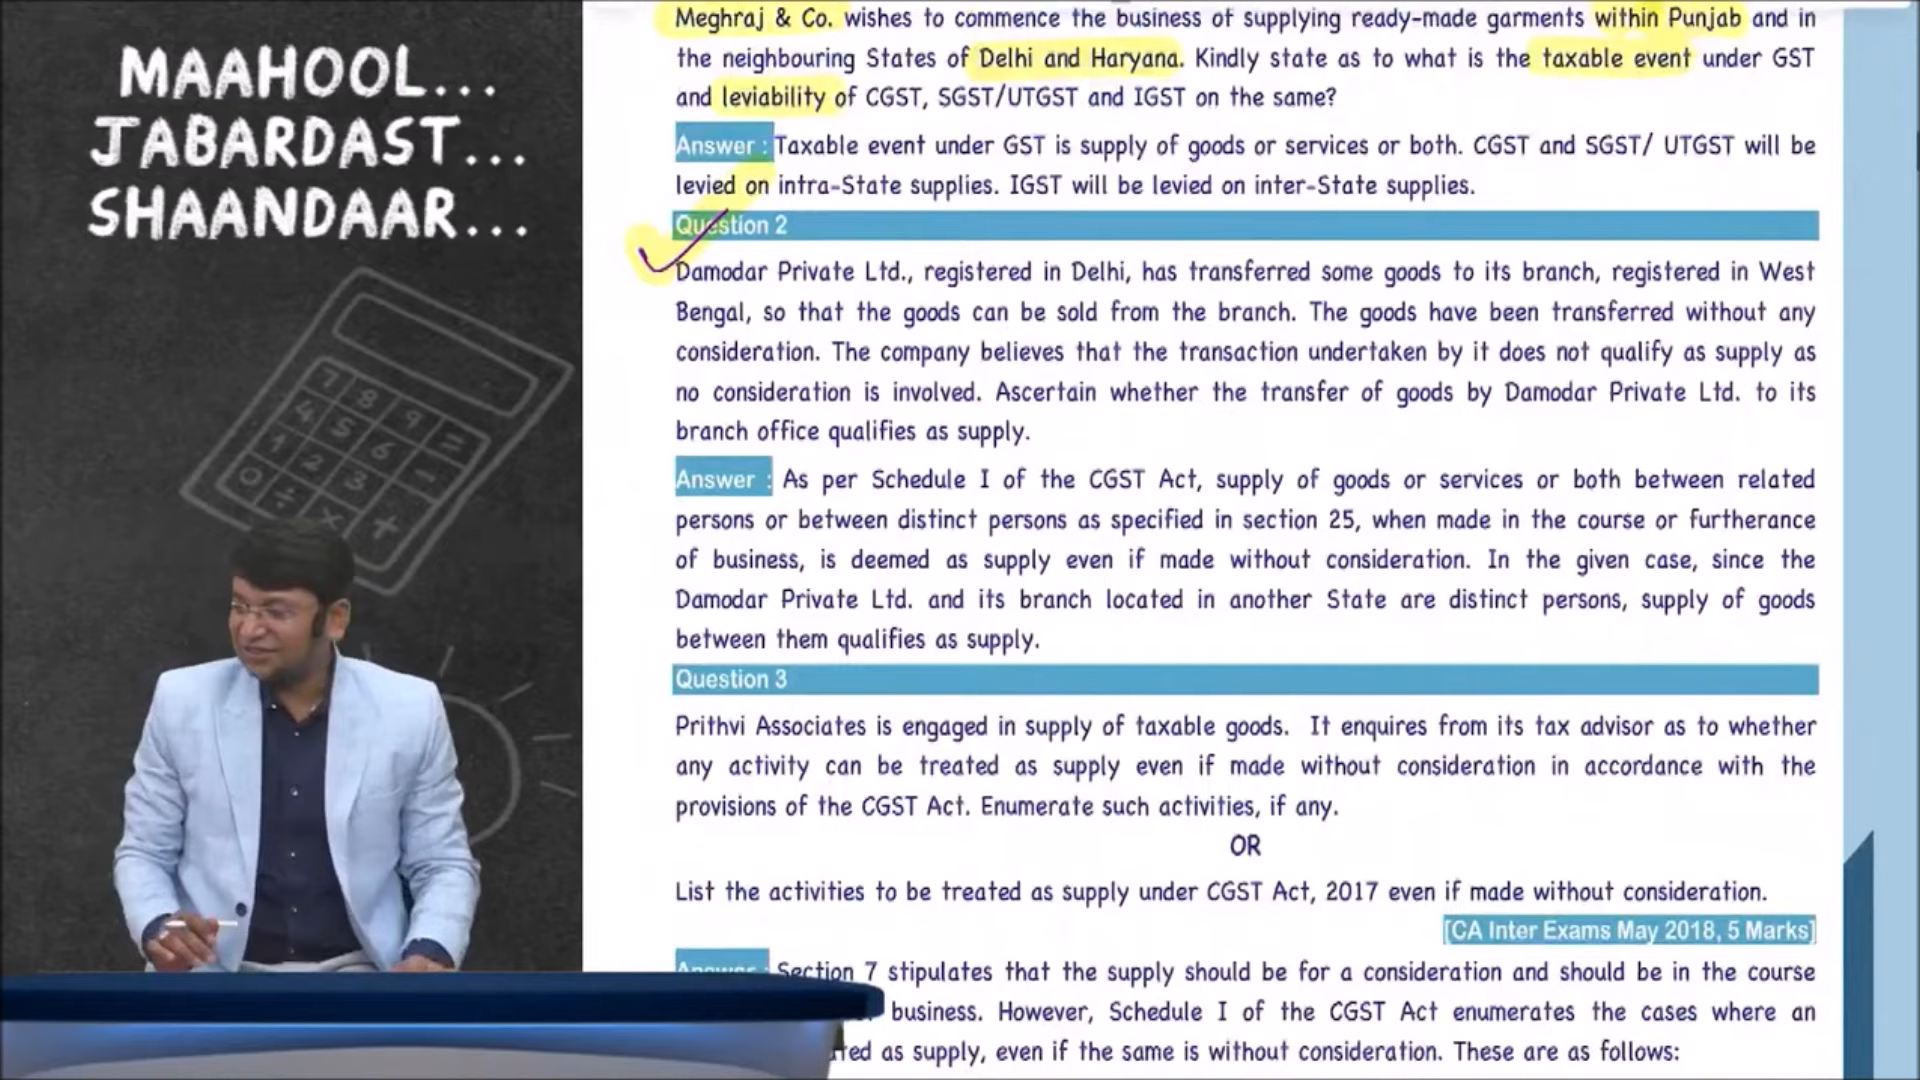 MAAHOOL...
JABARDAST...
SHAANDAAR...
7 8 9 =
4 5 6 -
1 2 3 +
0 ÷ ×
Meghraj & Co. wishes to commence the business of supplying ready-made garments within Punjab and in
the neighbouring States of Delhi and Haryana. Kindly state as to what is the taxable event under GST
and leviability of CGST, SGST/UTGST and IGST on the same?
Answer : Taxable event under GST is supply of goods or services or both. CGST and SGST/ UTGST will be
levied on intra-State supplies. IGST will be levied on inter-State supplies.
Question 2
Damodar Private Ltd., registered in Delhi, has transferred some goods to its branch, registered in West
Bengal, so that the goods can be sold from the branch. The goods have been transferred without any
consideration. The company believes that the transaction undertaken by it does not qualify as supply as
no consideration is involved. Ascertain whether the transfer of goods by Damodar Private Ltd. to its
branch office qualifies as supply.
Answer : As per Schedule I of the CGST Act, supply of goods or services or both between related
persons or between distinct persons as specified in section 25, when made in the course or furtherance
of business, is deemed as supply even if made without consideration. In the given case, since the
Damodar Private Ltd. and its branch located in another State are distinct persons, supply of goods
between them qualifies as supply.
Question 3
Prithvi Associates is engaged in supply of taxable goods. It enquires from its tax advisor as to whether
any activity can be treated as supply even if made without consideration in accordance with the
provisions of the CGST Act. Enumerate such activities, if any.
OR
List the activities to be treated as supply under CGST Act, 2017 even if made without consideration.
[CA Inter Exams May 2018, 5 Marks]
Answer : Section 7 stipulates that the supply should be for a consideration and should be in the course
business. However, Schedule I of the CGST Act enumerates the cases where an
as supply, even if the same is without consideration. These are as follows: